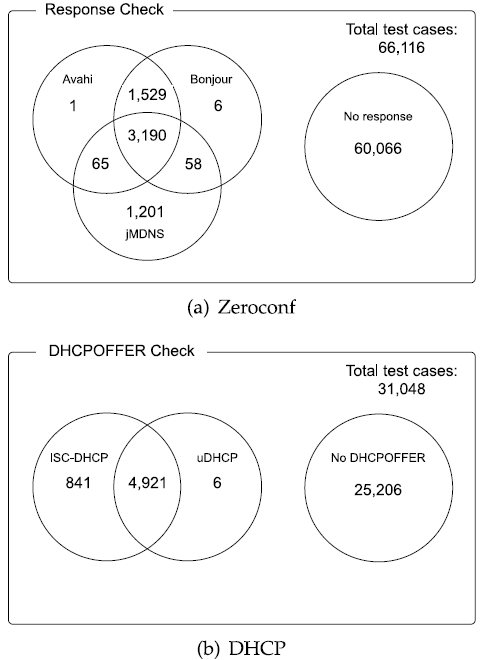 Response Check
Total test cases:
66,116
Avahi
1
1,529
Bonjour
6
3,190
65
58
1,201
jMDNS
No response
60,066
(a) Zeroconf
DHCPOFFER Check
Total test cases:
31,048
ISC-DHCP
841
4,921
uDHCP
6
No DHCPOFFER
25,206
(b) DHCP